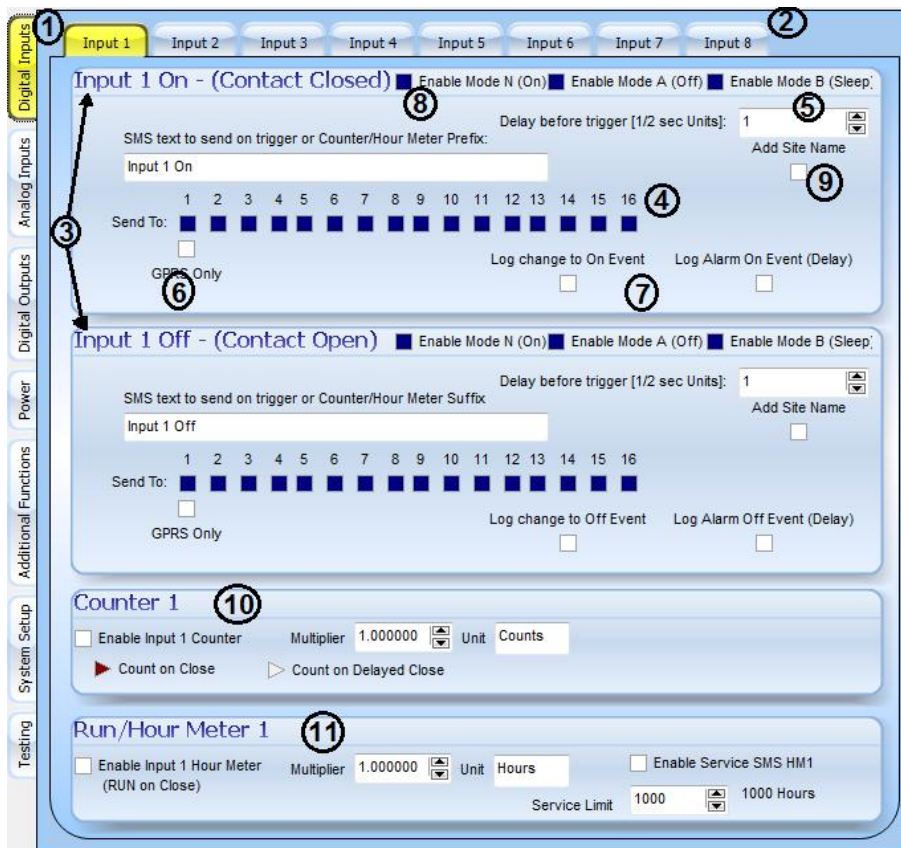 Digital Inputs
Analog Inputs
Digital Outputs
Power
Additional Functions
System Setup
Testing
1
2
Input 1 Input 2 Input 3 Input 4 Input 5 Input 6 Input 7 Input 8
Input 1 On - (Contact Closed) Enable Mode N (On) Enable Mode A (Off) Enable Mode B (Sleep)
8
5
Delay before trigger [1/2 sec Units]: 1
SMS text to send on trigger or Counter/Hour Meter Prefix:
Add Site Name
Input 1 On
9
1 2 3 4 5 6 7 8 9 10 11 12 13 14 15 16
4
Send To:
3
GPRS Only
Log change to On Event Log Alarm On Event (Delay)
6
7
Input 1 Off - (Contact Open) Enable Mode N (On) Enable Mode A (Off) Enable Mode B (Sleep)
Delay before trigger [1/2 sec Units]: 1
SMS text to send on trigger or Counter/Hour Meter Suffix
Add Site Name
Input 1 Off
1 2 3 4 5 6 7 8 9 10 11 12 13 14 15 16
Send To:
GPRS Only
Log change to Off Event Log Alarm Off Event (Delay)
Counter 1
10
Enable Input 1 Counter Multiplier 1.000000 Unit Counts
Count on Close Count on Delayed Close
Run/Hour Meter 1
11
Enable Input 1 Hour Meter Multiplier 1.000000 Unit Hours Enable Service SMS HM1
(RUN on Close)
Service Limit 1000 1000 Hours